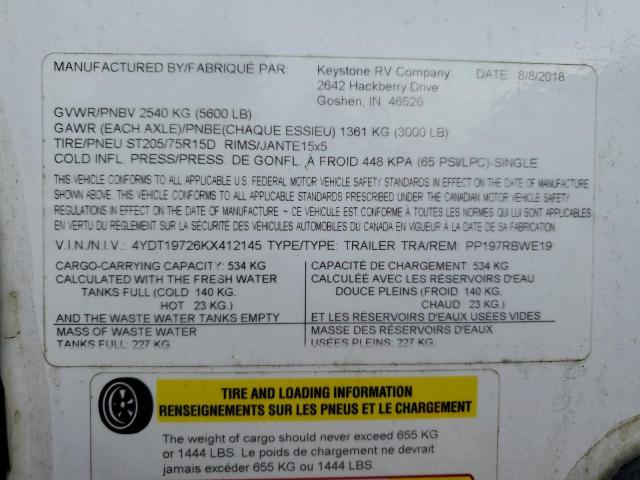 MANUFACTURED BY/FABRIQUÉ PAR: Keystone RV Company DATE: 8/8/2018
2642 Hackberry Drive
Goshen, IN 46526
GVWR/PNBV 2540 KG (5600 LB)
GAWR (EACH AXLE)/PNBE(CHAQUE ESSIEU) 1361 KG (3000 LB)
TIRE/PNEU ST205/75R15D RIMS/JANTE15x5
COLD INFL. PRESS/PRESS. DE GONFL. À FROID 448 KPA (65 PSI/LPC)-SINGLE
THIS VEHICLE CONFORMS TO ALL APPLICABLE U.S. FEDERAL MOTOR VEHICLE SAFETY STANDARDS IN EFFECT ON THE DATE OF MANUFACTURE
SHOWN ABOVE. THIS VEHICLE CONFORMS TO ALL APPLICABLE STANDARDS PRESCRIBED UNDER THE CANADIAN MOTOR VEHICLE SAFETY
REGULATIONS IN EFFECT ON THE DATE OF MANUFACTURE ~ CE VÉHICULE EST CONFORME À TOUTES LES NORMES QUI LUI SONT APPLICABLES
EN VERTU DU RÈGLEMENT SUR LA SÉCURITÉ DES VÉHICULES AUTOMOBILES DU CANADA EN VIGUEUR À LA DATE DE SA FABRICATION
V.I.N./N.I.V.: 4YDT19726KX412145 TYPE/TYPE: TRAILER TRA/REM: PP197RBWE19
CARGO-CARRYING CAPACITY: 534 KG
CALCULATED WITH THE FRESH WATER
TANKS FULL (COLD 140 KG.
HOT 23 KG.)
AND THE WASTE WATER TANKS EMPTY
MASS OF WASTE WATER
TANKS FULL: 227 KG
CAPACITÉ DE CHARGEMENT: 534 KG
CALCULÉE AVEC LES RÉSERVOIRS D'EAU
DOUCE PLEINS (FROID 140 KG.
CHAUD 23 KG.)
ET LES RÉSERVOIRS D'EAUX USÉES VIDES
MASSE DES RÉSERVOIRS D'EAUX
USÉES PLEINS: 227 KG
TIRE AND LOADING INFORMATION
RENSEIGNEMENTS SUR LES PNEUS ET LE CHARGEMENT
The weight of cargo should never exceed 655 KG
or 1444 LBS. Le poids de chargement ne devrait
jamais excéder 655 KG ou 1444 LBS.